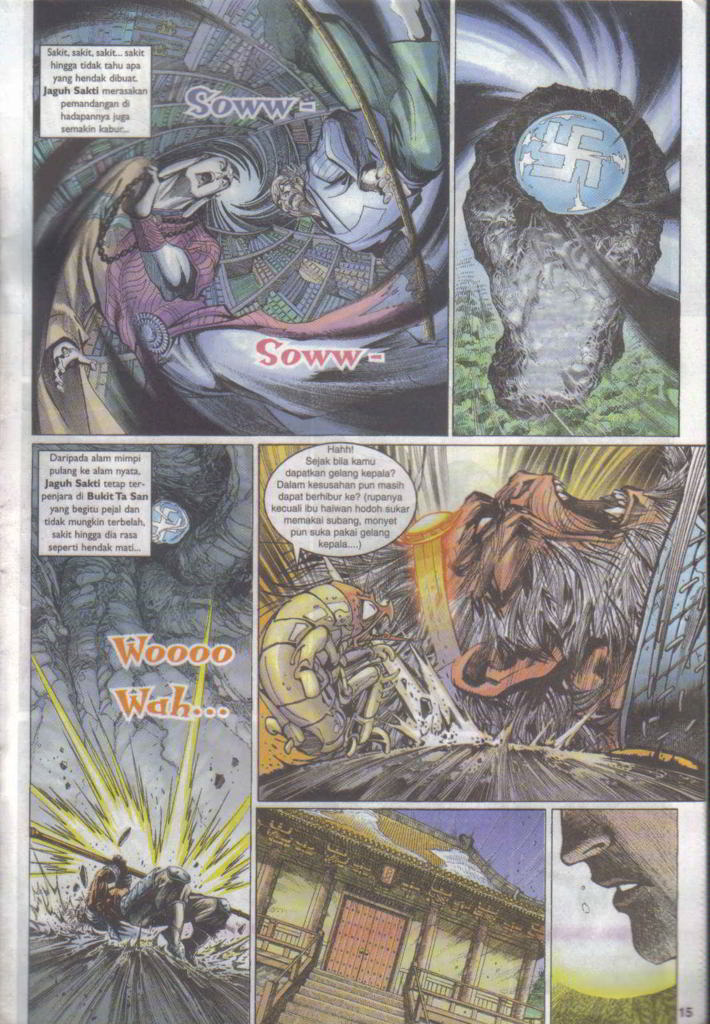 Sakit, sakit, sakit... sakit
hingga tidak tahu apa
yang hendak dibuat.
Jaguh Sakti merasakan
pemandangan di
hadapannya juga
semakin kabur...
Soww-
Soww-
Daripada alam mimpi
pulang ke alam nyata,
Jaguh Sakti tetap ter-
penjara di Bukit Ta San
yang begitu pejal dan
tidak mungkin terbelah,
sakit hingga dia rasa
seperti hendak mati...
Woooo
Wah...
Hahh!
Sejak bila kamu
dapatkan gelang kepala?
Dalam kesusahan pun masih
dapat berhibur ke? (rupanya
kecuali ibu haiwan hodoh sukar
memakai subang, monyet
pun suka pakai gelang
kepala....)
15